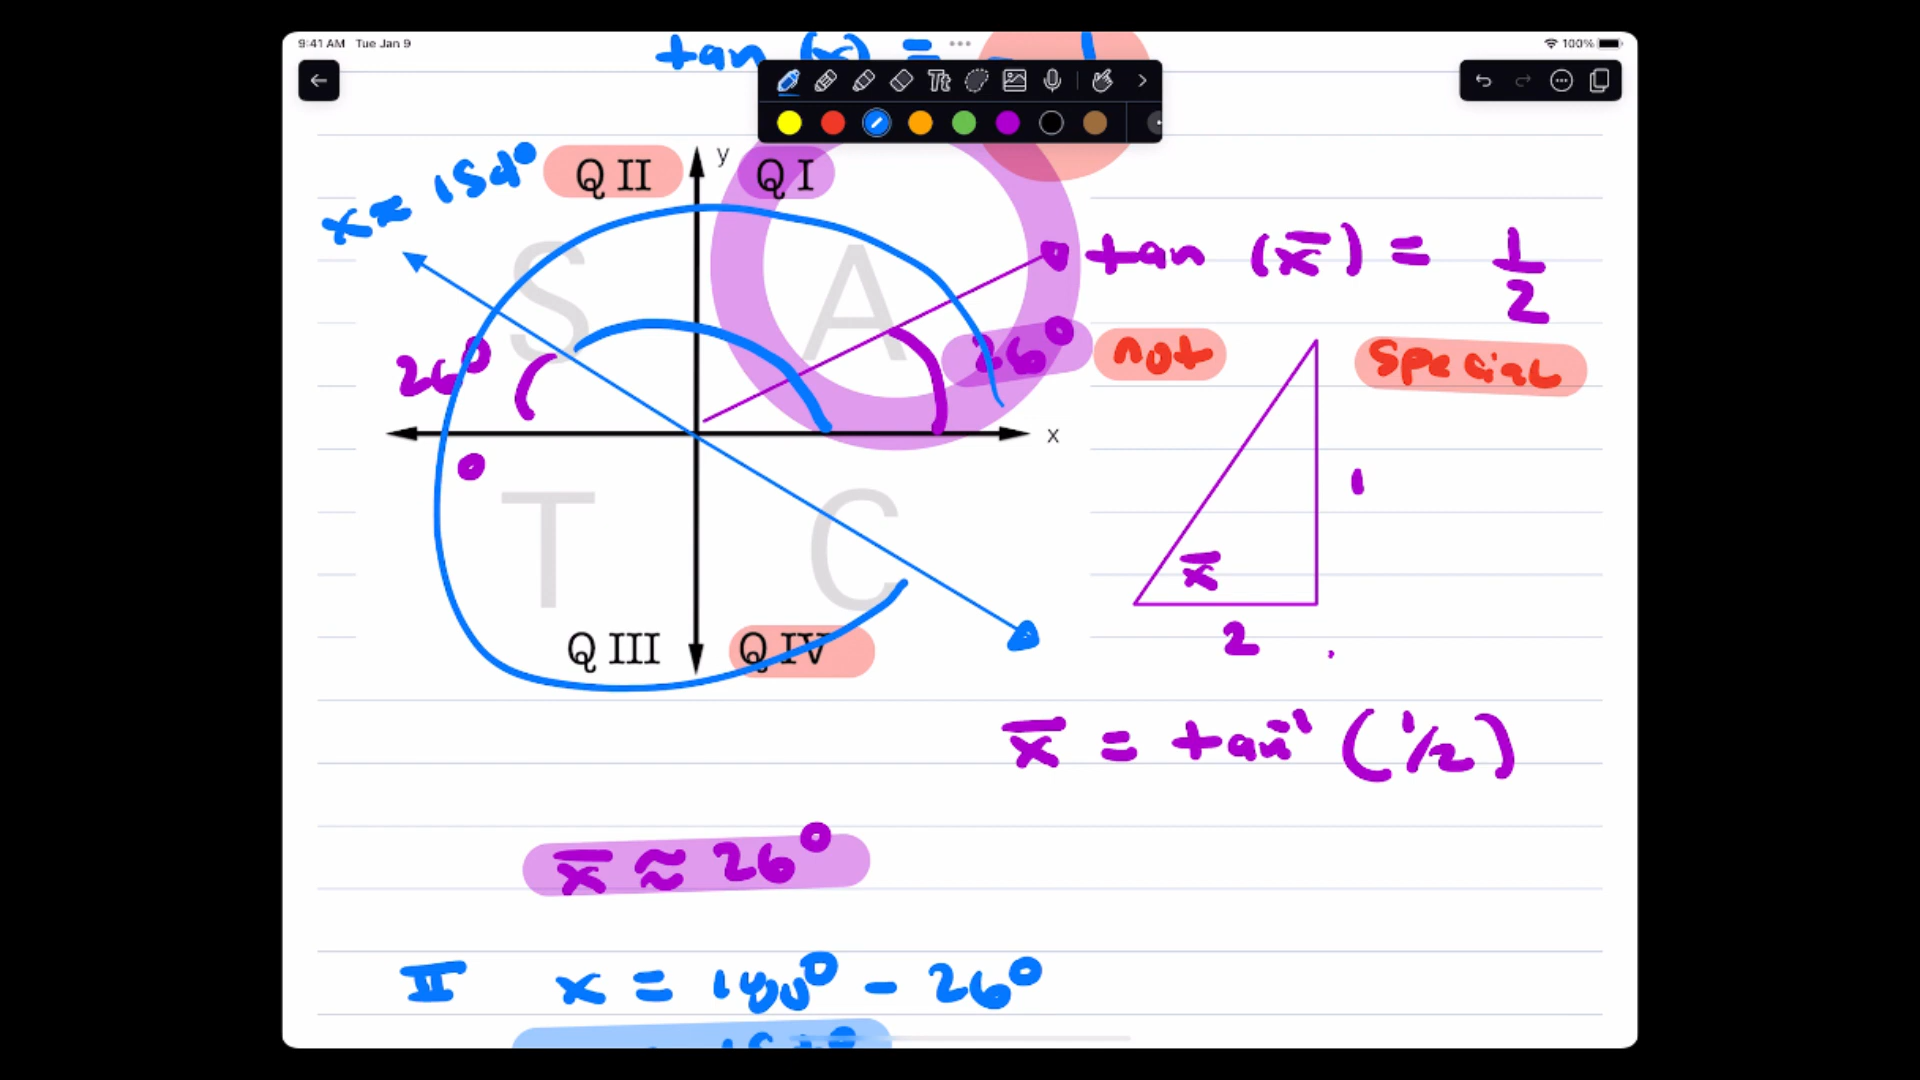 9:41 AM Tue Jan 9
100%
tan (x) = -
Tt
x ≈ 154°
Q II
y
Q I
S
A
tan (x̄) = 1/2
26°
26°
not
special
x
T
C
1
x̄
Q III
Q IV
2
x̄ = tan⁻¹ (1/2)
x̄ ≈ 26°
II x = 180° - 26°